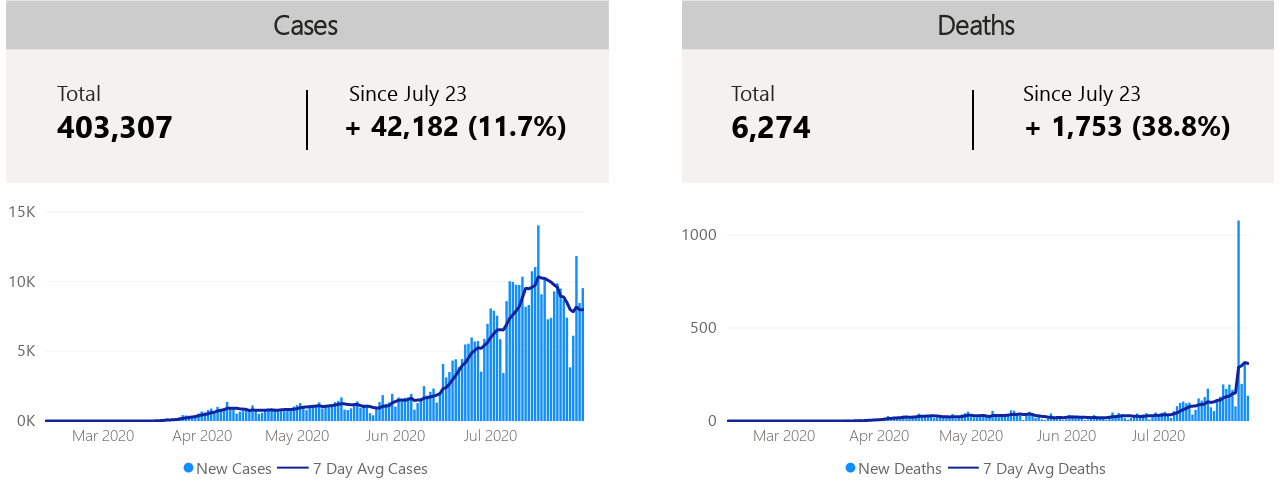 Cases
Total
403,307
Since July 23
+ 42,182 (11.7%)
15K
10K
5K
0K
Mar 2020 Apr 2020 May 2020 Jun 2020 Jul 2020
New Cases 7 Day Avg Cases
Deaths
Total
6,274
Since July 23
+ 1,753 (38.8%)
1000
500
0
Mar 2020 Apr 2020 May 2020 Jun 2020 Jul 2020
New Deaths 7 Day Avg Deaths